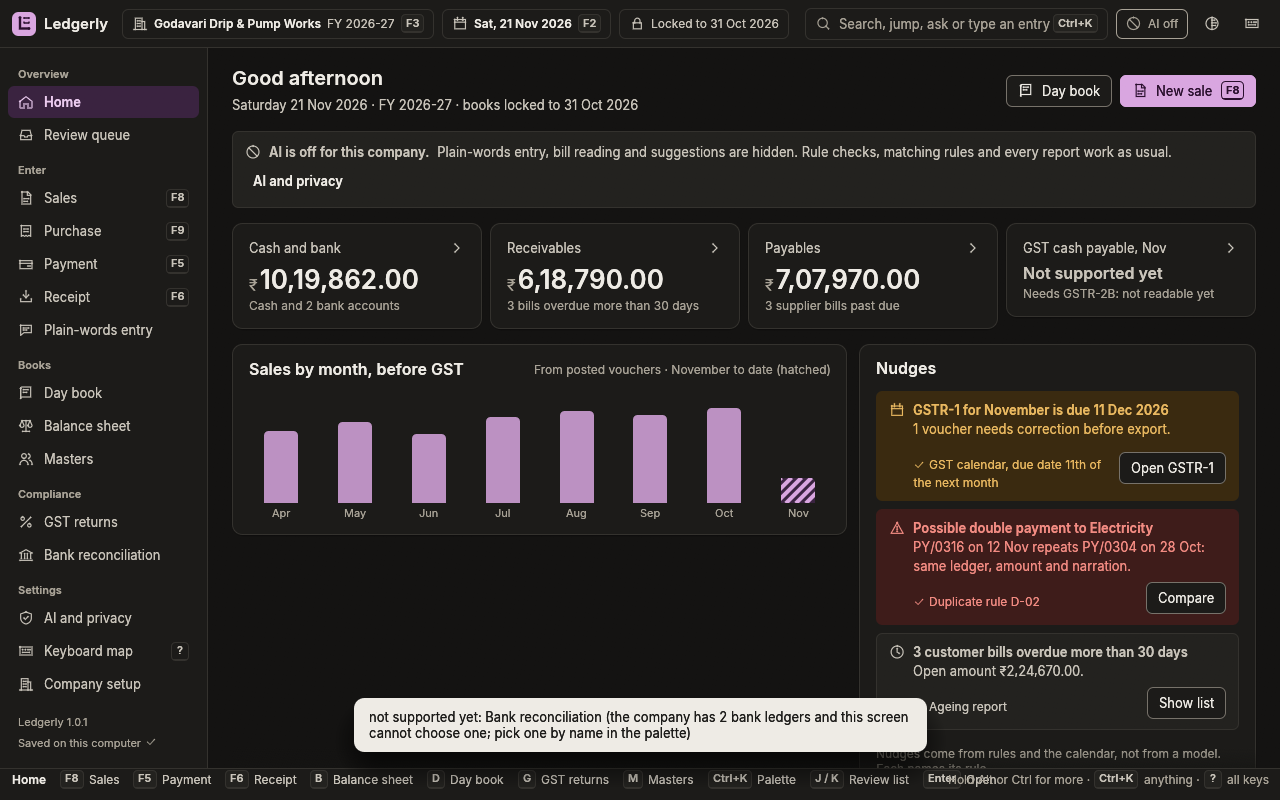 Ledgerly
Godavari Drip & Pump Works FY 2026-27 F3
Sat, 21 Nov 2026 F2
Locked to 31 Oct 2026
Search, jump, ask or type an entry Ctrl+K
AI off
Overview
Home
Review queue
Enter
Sales F8
Purchase F9
Payment F5
Receipt F6
Plain-words entry
Books
Day book
Balance sheet
Masters
Compliance
GST returns
Bank reconciliation
Settings
AI and privacy
Keyboard map ?
Company setup
Ledgerly 1.0.1
Saved on this computer ✓
Good afternoon
Saturday 21 Nov 2026 · FY 2026-27 · books locked to 31 Oct 2026
Day book
New sale F8
AI is off for this company. Plain-words entry, bill reading and suggestions are hidden. Rule checks, matching rules and every report work as usual.
AI and privacy
Cash and bank
₹10,19,862.00
Cash and 2 bank accounts
Receivables
₹6,18,790.00
3 bills overdue more than 30 days
Payables
₹7,07,970.00
3 supplier bills past due
GST cash payable, Nov
Not supported yet
Needs GSTR-2B: not readable yet
Sales by month, before GST
From posted vouchers · November to date (hatched)
Apr May Jun Jul Aug Sep Oct Nov
Nudges
GSTR-1 for November is due 11 Dec 2026
1 voucher needs correction before export.
✓ GST calendar, due date 11th of
the next month
Open GSTR-1
Possible double payment to Electricity
PY/0316 on 12 Nov repeats PY/0304 on 28 Oct:
same ledger, amount and narration.
✓ Duplicate rule D-02
Compare
3 customer bills overdue more than 30 days
Open amount ₹2,24,670.00.
Ageing report
Show list
Nudges come from rules and the calendar, not from a model.
not supported yet: Bank reconciliation (the company has 2 bank ledgers and this screen
cannot choose one; pick one by name in the palette)
Home F8 Sales F5 Payment F6 Receipt B Balance sheet D Day book G GST returns M Masters Ctrl+K Palette J / K Review list Enter or Ctrl for more · Ctrl+K anything · ? all keys